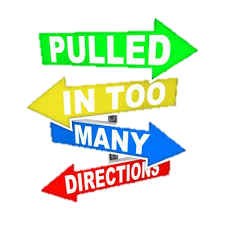 PULLED
IN TOO
MANY
DIRECTIONS